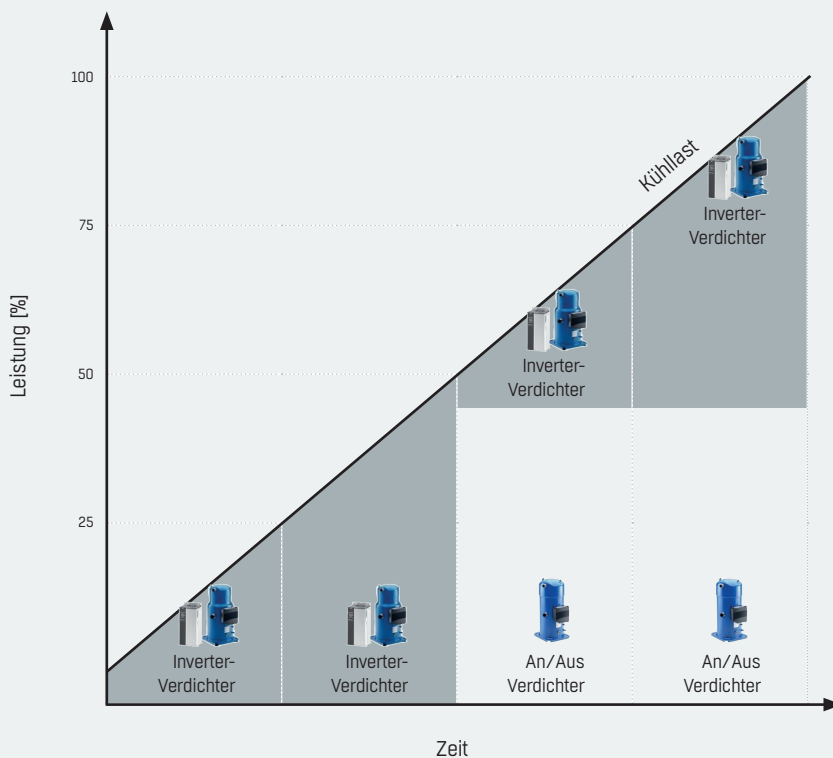 100
Kühllast
Inverter-
Verdichter
75
Inverter-
Verdichter
Leistung [%]
50
25
Inverter-
Verdichter
Inverter-
Verdichter
An/Aus
Verdichter
An/Aus
Verdichter
Zeit